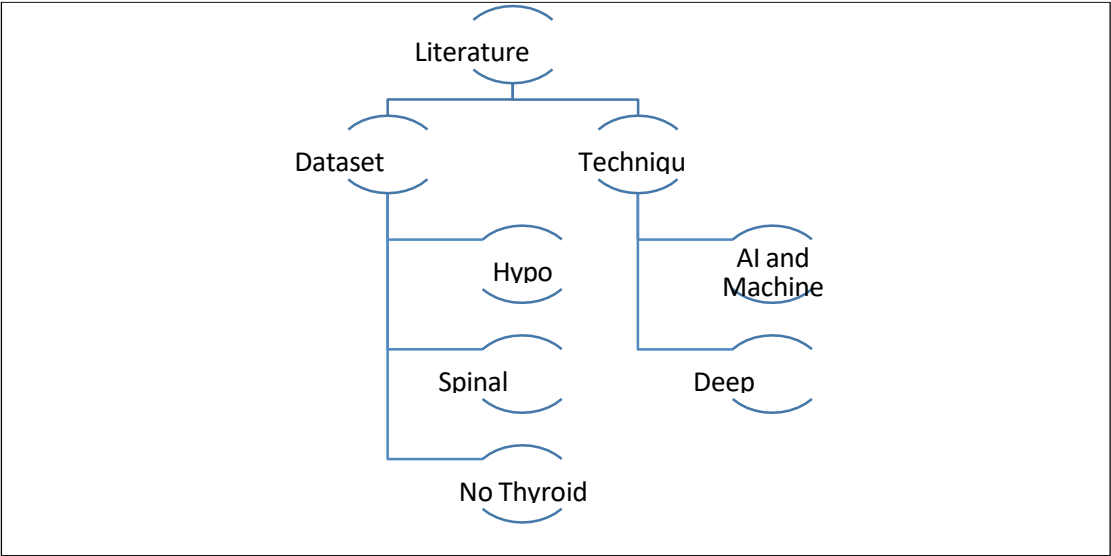 Literature
Dataset
Techniqu
Hypo
AI and
Machine
Spinal
Deep
No Thyroid